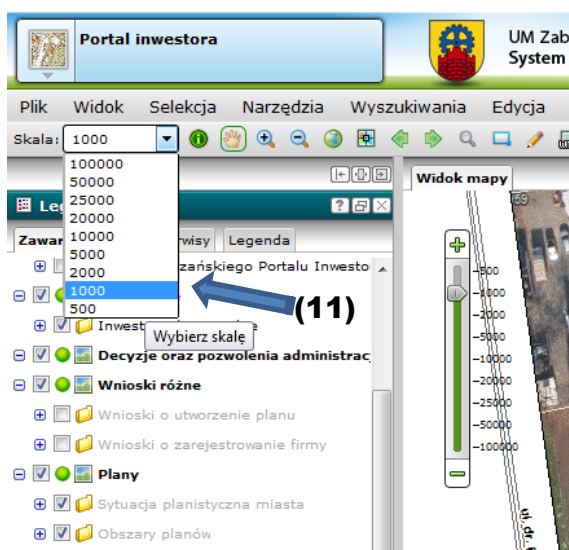 Portal inwestora
UM Zab
System
Plik Widok Selekcja Narzędzia Wyszukiwania Edycja
Skala: 1000
100000
50000
25000
20000
10000
5000
2000
1000
500
Widok mapy
Zawar
Legenda
zańskiego Portalu Inwesto
(11)
Wybierz skalę
Decyzje oraz pozwolenia administrac
Wnioski różne
Wnioski o utworzenie planu
Wnioski o zarejestrowanie firmy
Plany
Sytuacja planistyczna miasta
Obszary planów
759
-500
-1000
-2000
-5000
-10000
-20000
-25000
-50000
-100000
ul. dr.